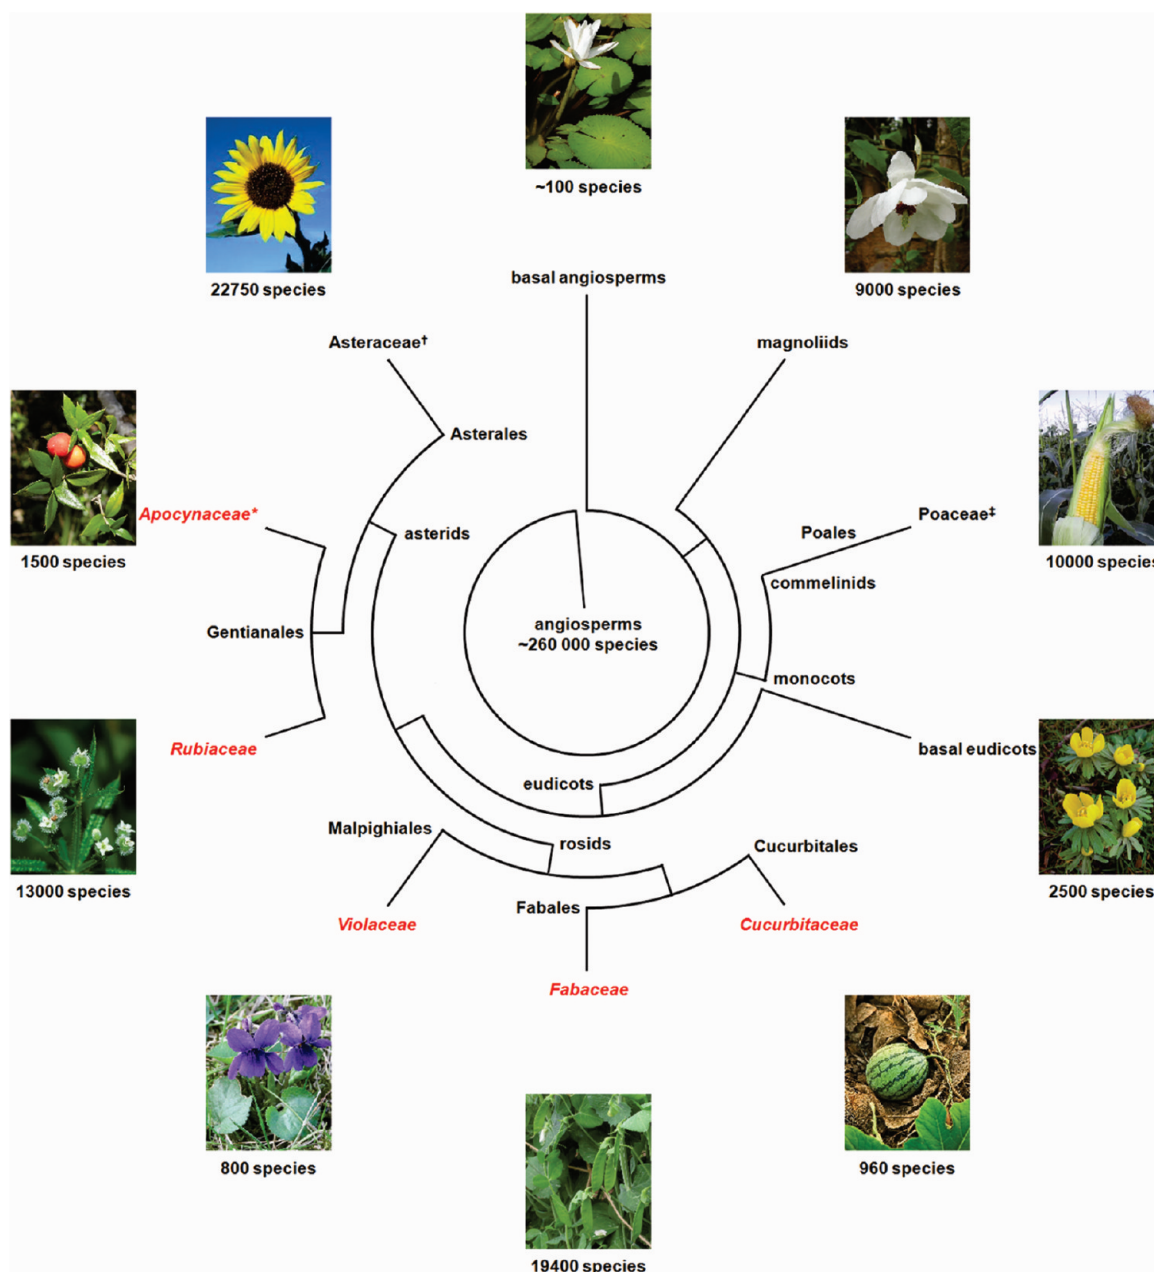 ~100 species
22750 species
9000 species
basal angiosperms
Asteraceae†
magnoliids
Asterales
Apocynaceae*
asterids
Poales
Poaceae‡
1500 species
10000 species
commelinids
angiosperms
~260 000 species
Gentianales
monocots
Rubiaceae
basal eudicots
eudicots
Malpighiales
rosids
Cucurbitales
13000 species
2500 species
Fabales
Violaceae
Cucurbitaceae
Fabaceae
800 species
960 species
19400 species